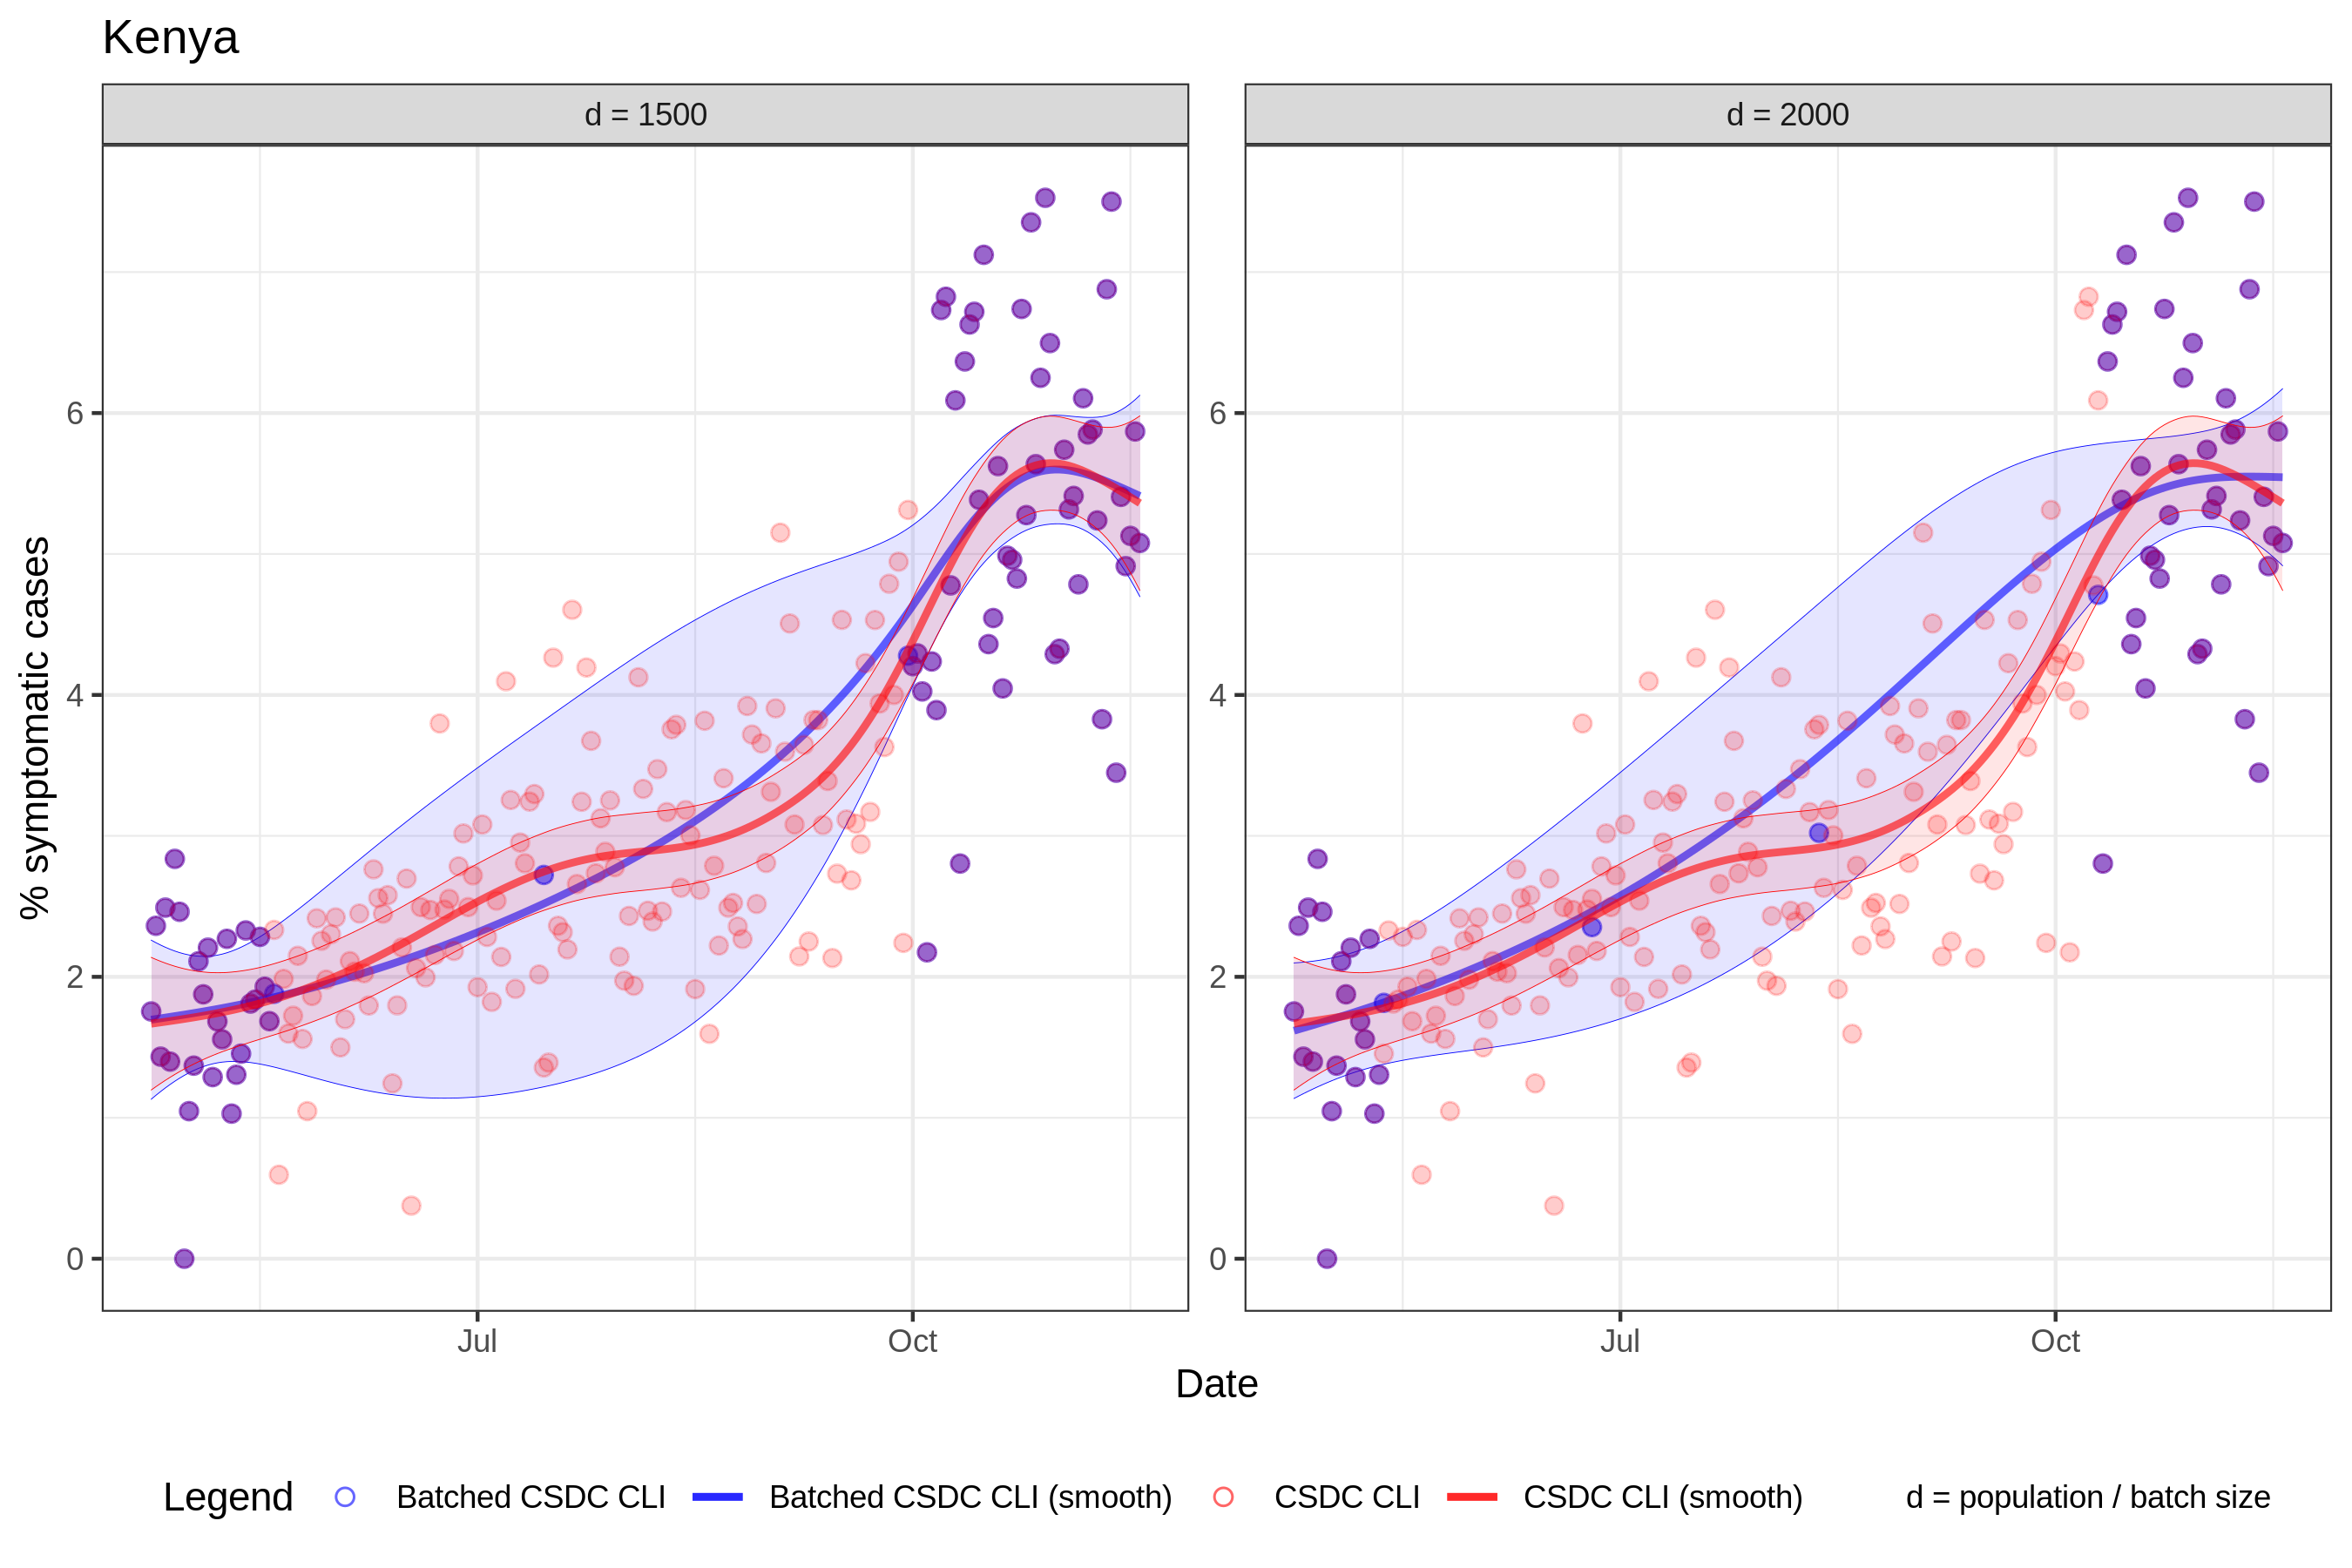 Kenya
d = 1500
d = 2000
% symptomatic cases
6
4
2
0
6
4
2
0
Jul
Oct
Jul
Oct
Date
Legend
Batched CSDC CLI
Batched CSDC CLI (smooth)
CSDC CLI
CSDC CLI (smooth)
d = population / batch size